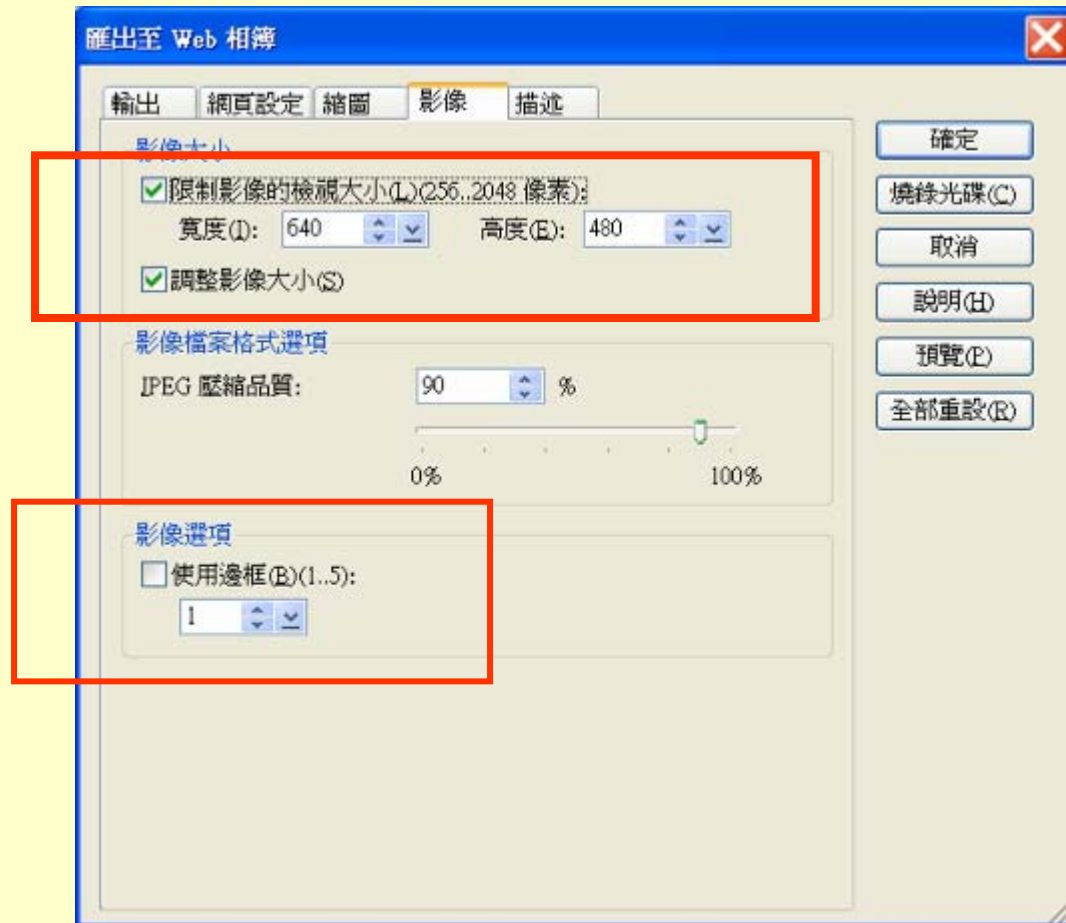 匯出至 Web 相簿
輸出 網頁設定 縮圖 影像 描述
影像大小
限制影像的檢視大小(L)(256..2048 像素):
寬度(I): 640 高度(E): 480
調整影像大小(S)
影像檔案格式選項
JPEG 壓縮品質: 90 %
0% 100%
影像選項
使用邊框(B)(1..5):
1
確定
燒錄光碟(C)
取消
說明(H)
預覽(P)
全部重設(R)